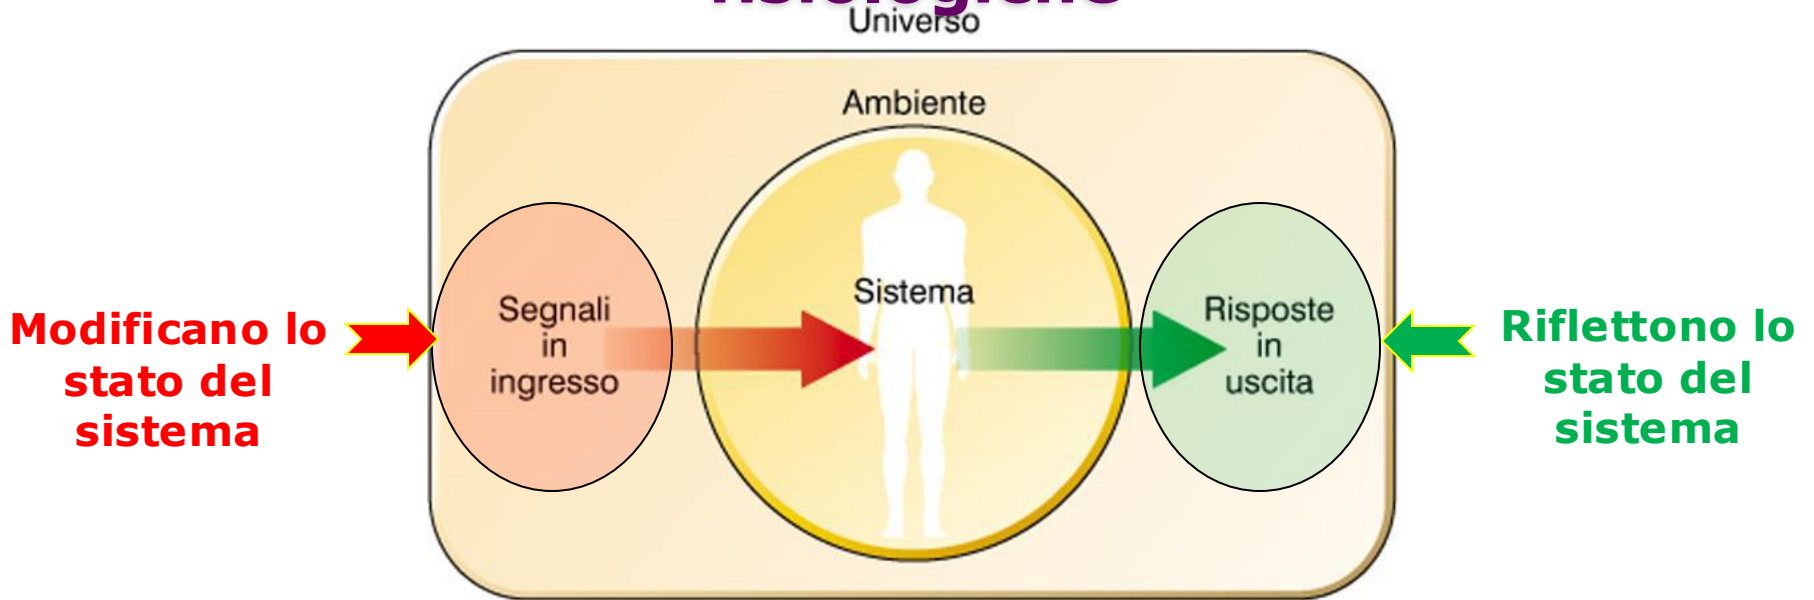 fisiologiche
Universo
Ambiente
Sistema
Segnali
in
ingresso
Risposte
in
uscita
Modificano lo
stato del
sistema
Riflettono lo
stato del
sistema